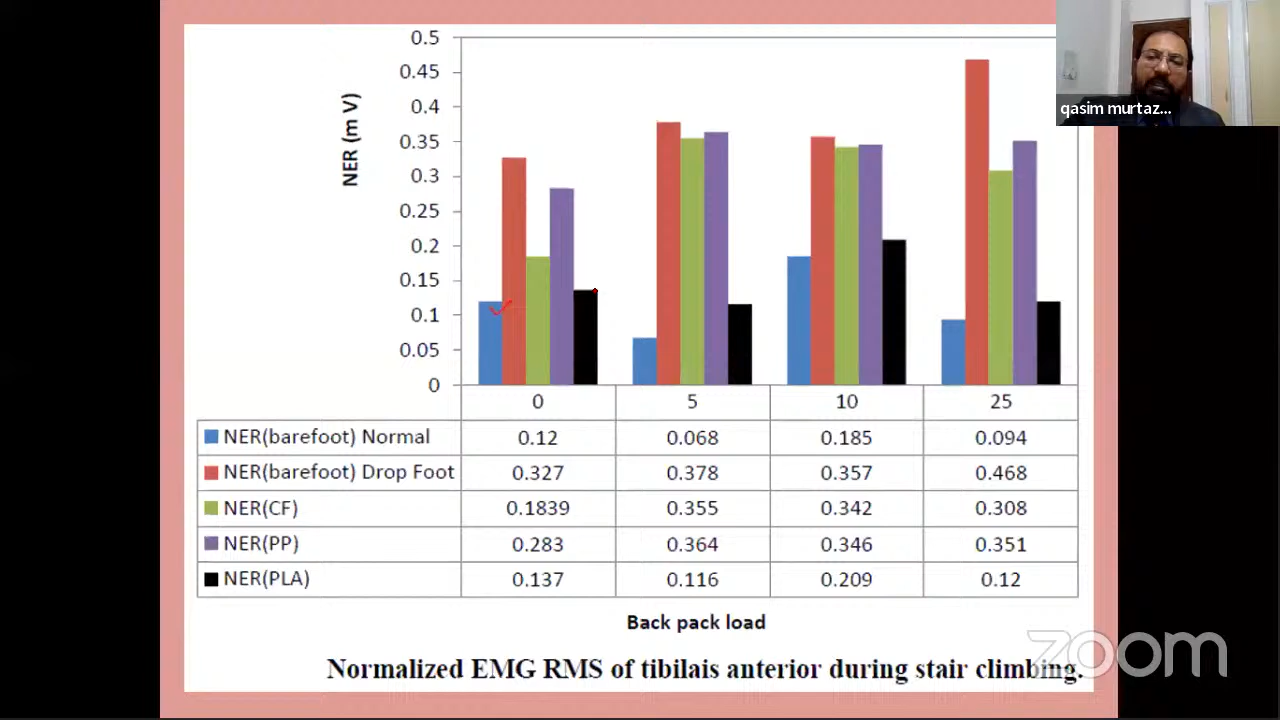 0.5
0.45
0.4
0.35
0.3
0.25
0.2
0.15
0.1
0.05
0
NER (m V)
qasim murtaz...
0 5 10 25
NER(barefoot) Normal 0.12 0.068 0.185 0.094
NER(barefoot) Drop Foot 0.327 0.378 0.357 0.468
NER(CF) 0.1839 0.355 0.342 0.308
NER(PP) 0.283 0.364 0.346 0.351
NER(PLA) 0.137 0.116 0.209 0.12
Back pack load
Normalized EMG RMS of tibilais anterior during stair climbing.
zoom